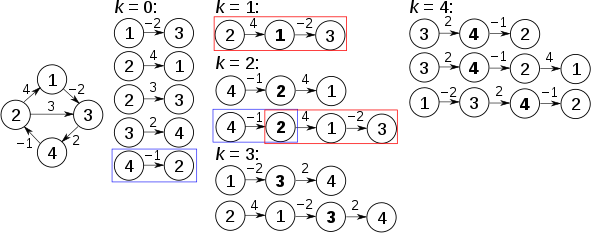 1
4
-2
2
3
3
-1
2
4
k = 0:
1 -2 3
2 4 1
2 3 3
3 2 4
4 -1 2
k = 1:
2 4 1 -2 3
k = 2:
4 -1 2 4 1
4 -1 2 4 1 -2 3
k = 3:
1 -2 3 2 4
2 4 1 -2 3 2 4
k = 4:
3 2 4 -1 2
3 2 4 -1 2 4 1
1 -2 3 2 4 -1 2